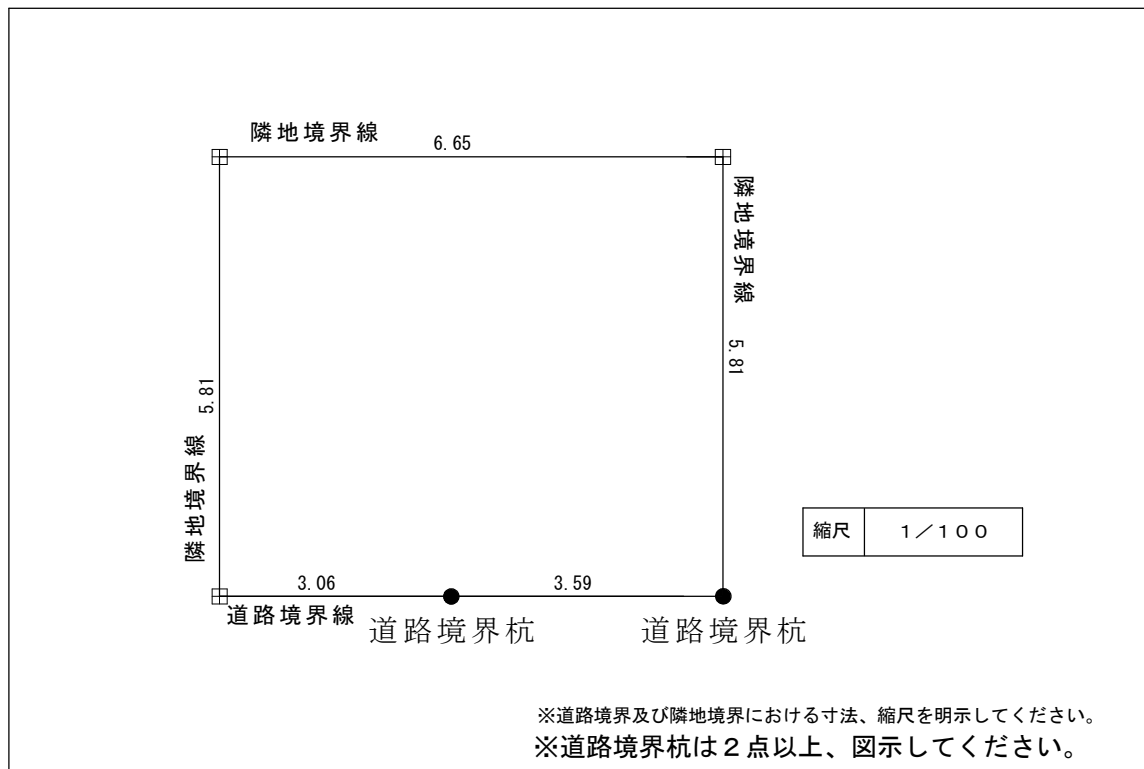 隣地境界線
6.65
隣地境界線
5.81
5.81
隣地境界線
縮尺 1／100
3.06
3.59
道路境界線
道路境界杭
道路境界杭
※道路境界及び隣地境界における寸法、縮尺を明示してください。
※道路境界杭は２点以上、図示してください。